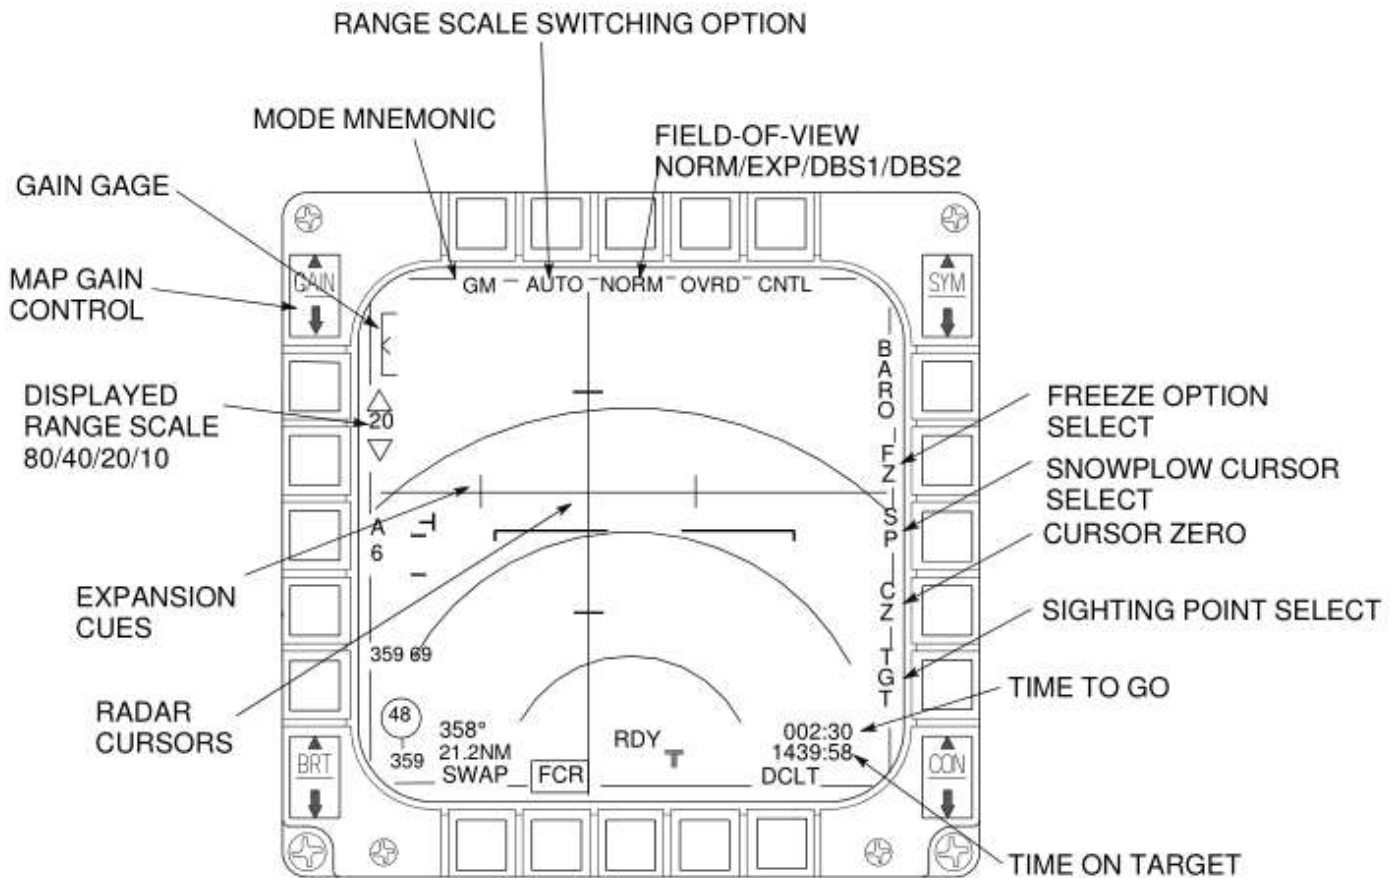 RANGE SCALE SWITCHING OPTION
MODE MNEMONIC
FIELD-OF-VIEW
NORM/EXP/DBS1/DBS2
GAIN GAGE
MAP GAIN
CONTROL
DISPLAYED
RANGE SCALE
80/40/20/10
EXPANSION
CUES
RADAR
CURSORS
GAIN
SYM
GM AUTO NORM OVRD CNTL
20
A
6
359 69
48
359
358°
21.2NM
SWAP
FCR
RDY
002:30
1439:58
DCLT
BARO
FZ
SP
CZ
TGT
BRT
CON
FREEZE OPTION
SELECT
SNOWPLOW CURSOR
SELECT
CURSOR ZERO
SIGHTING POINT SELECT
TIME TO GO
TIME ON TARGET